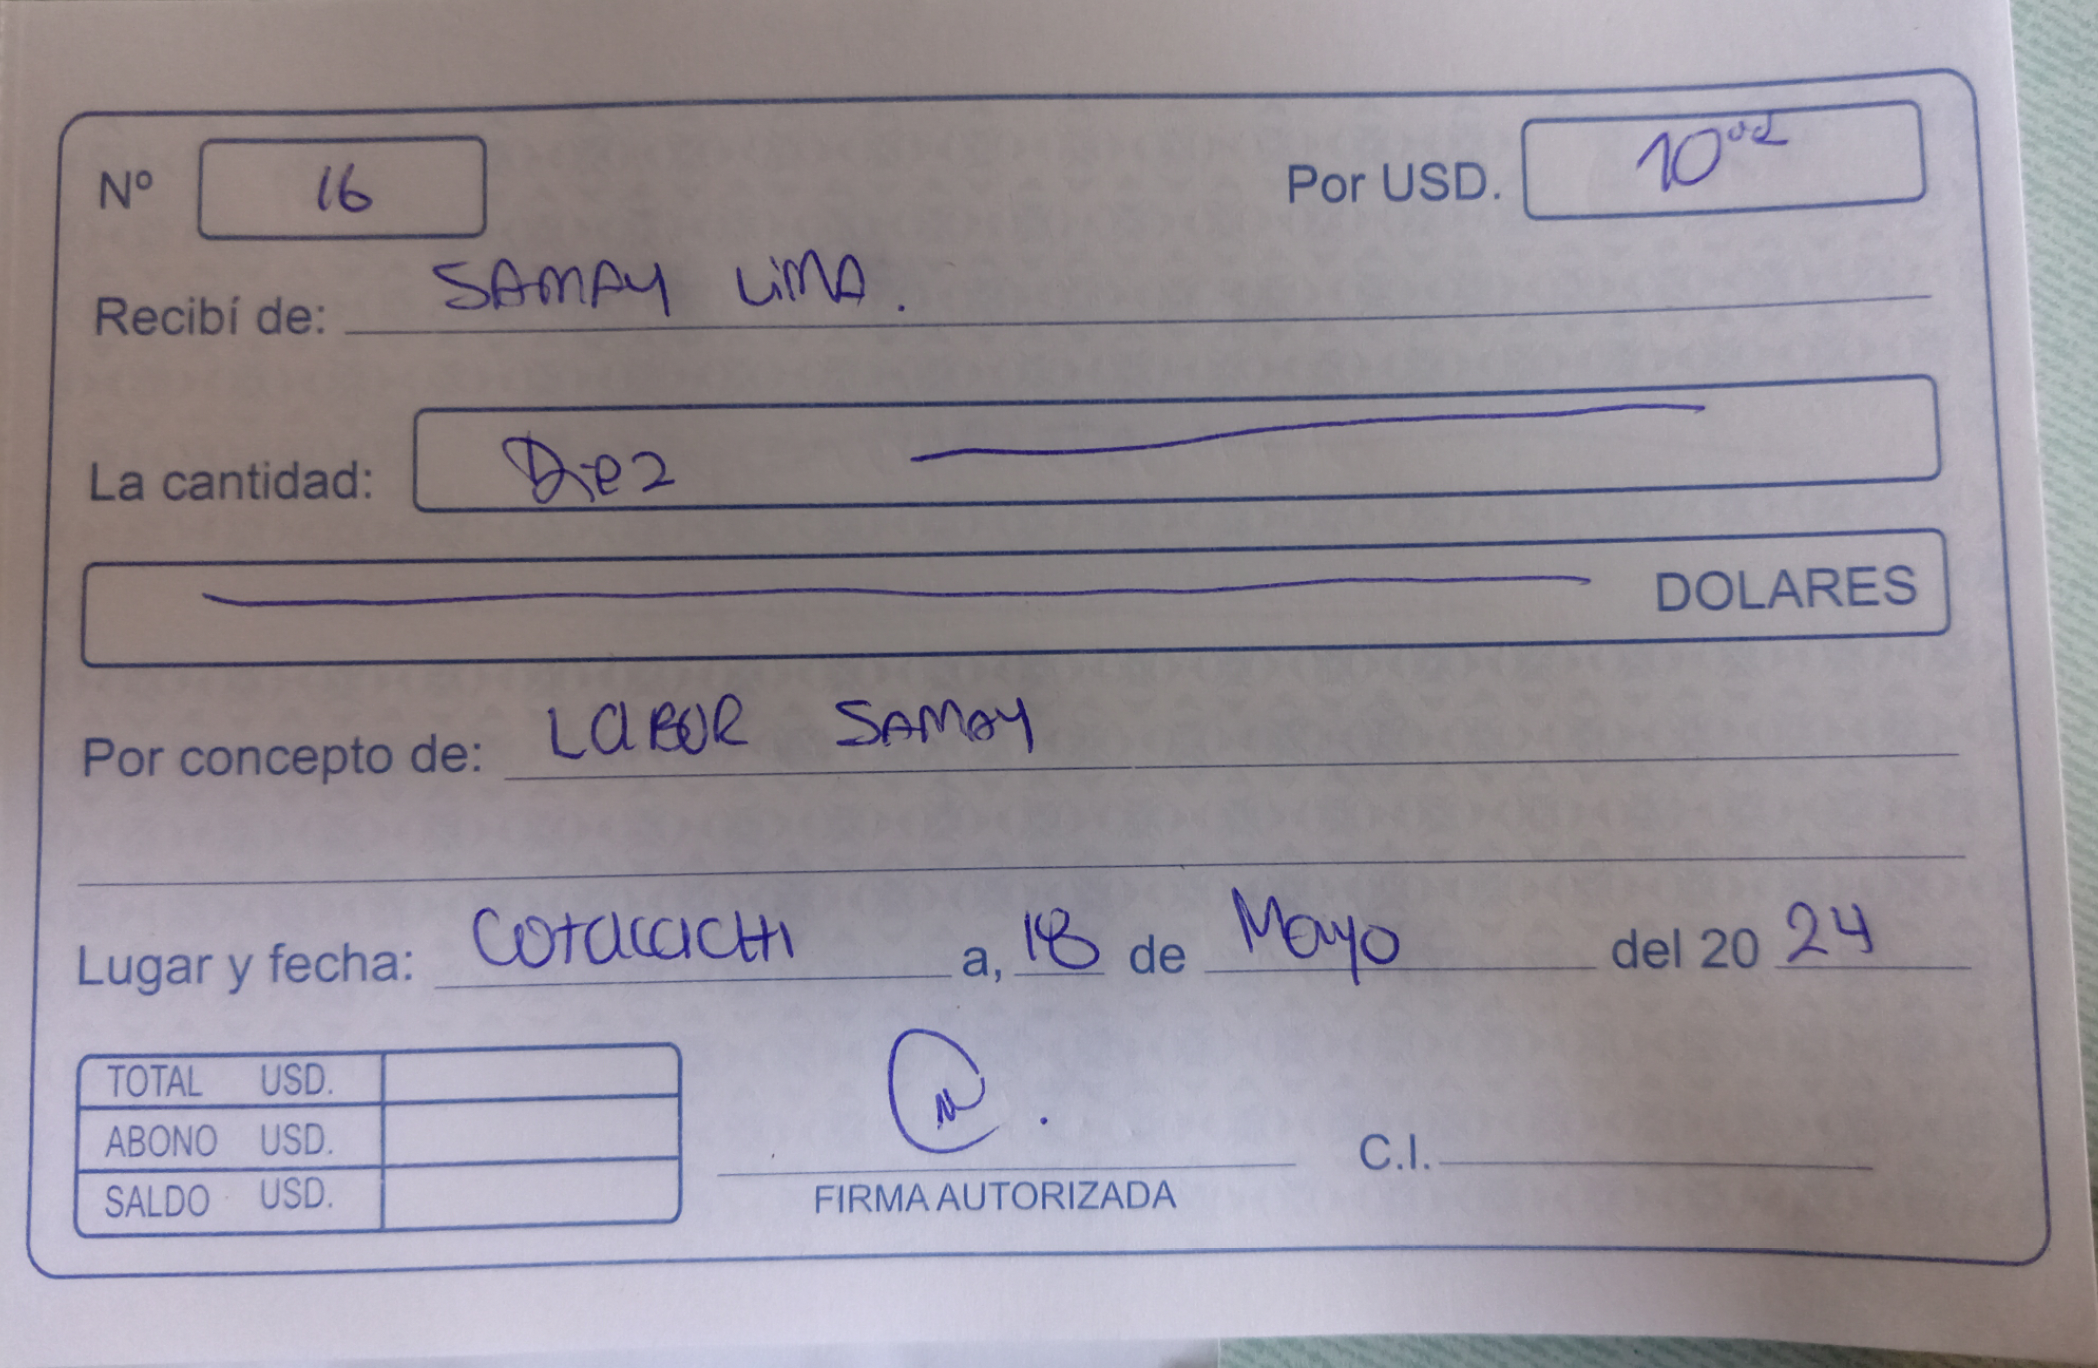 Nº 16 Por USD. 10⁰⁰
Recibí de: SAMAY LIMA.
La cantidad: Diez
DOLARES
Por concepto de: LABOR SAMAY
Lugar y fecha: COTACACHI a, 18 de Mayo del 20 24
TOTAL USD.
ABONO USD.
SALDO USD.
FIRMA AUTORIZADA C.I.